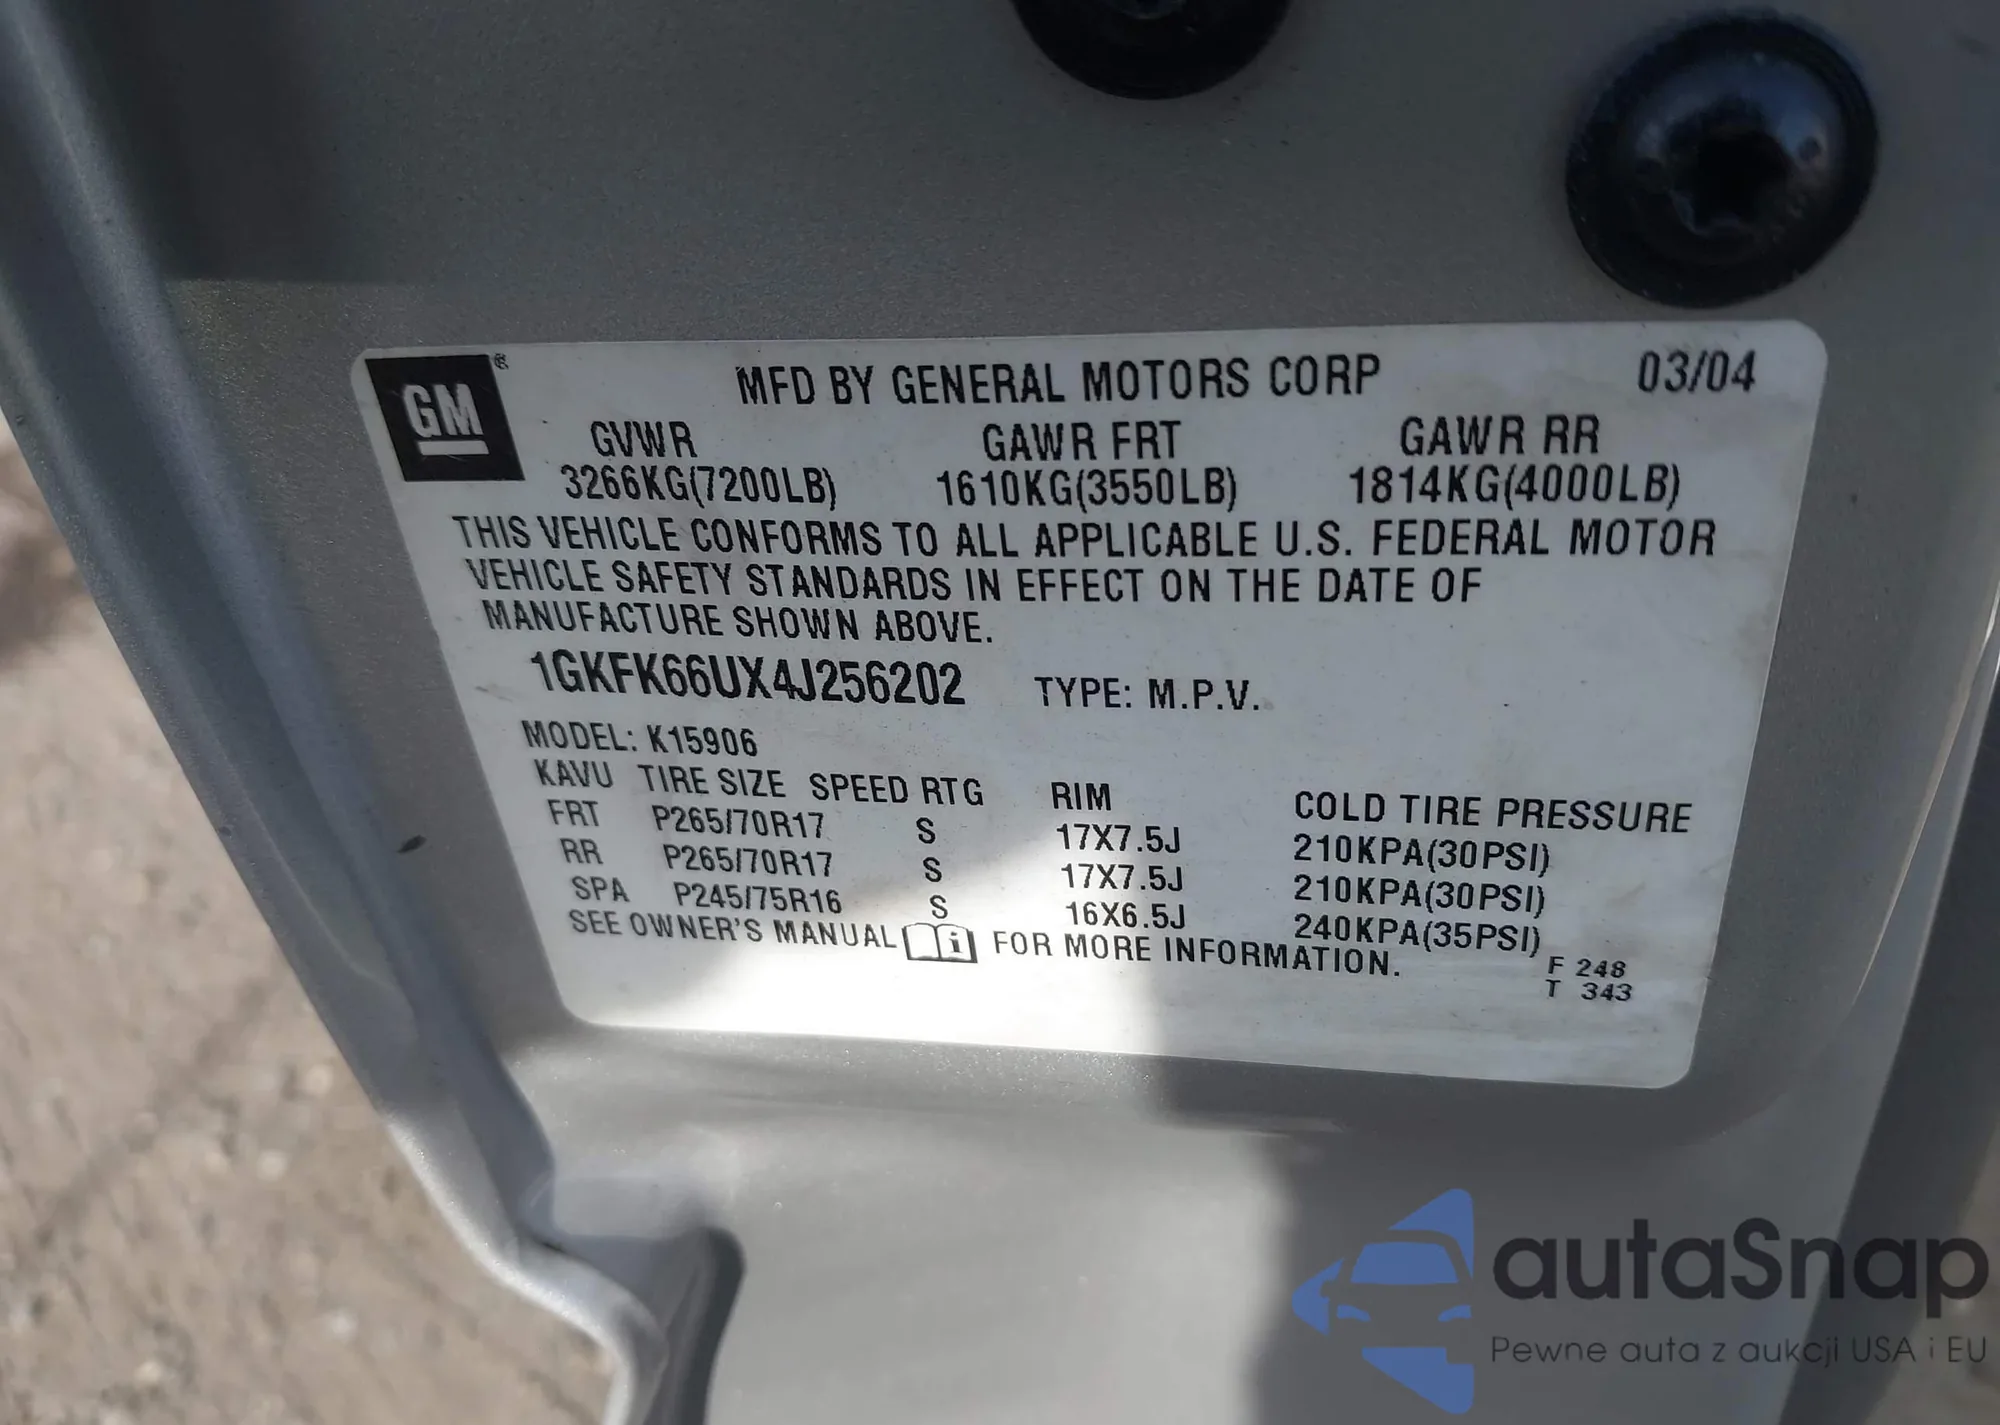 GM®
MFD BY GENERAL MOTORS CORP 03/04
GVWR GAWR FRT GAWR RR
3266KG(7200LB) 1610KG(3550LB) 1814KG(4000LB)
THIS VEHICLE CONFORMS TO ALL APPLICABLE U.S. FEDERAL MOTOR
VEHICLE SAFETY STANDARDS IN EFFECT ON THE DATE OF
MANUFACTURE SHOWN ABOVE.
1GKFK66UX4J256202 TYPE: M.P.V.
MODEL: K15906
KAVU TIRE SIZE SPEED RTG RIM COLD TIRE PRESSURE
FRT P265/70R17 S 17X7.5J 210KPA(30PSI)
RR P265/70R17 S 17X7.5J 210KPA(30PSI)
SPA P245/75R16 S 16X6.5J 240KPA(35PSI)
SEE OWNER'S MANUAL i FOR MORE INFORMATION.
F 248
T 343
autaSnap
Pewne auta z aukcji USA i EU